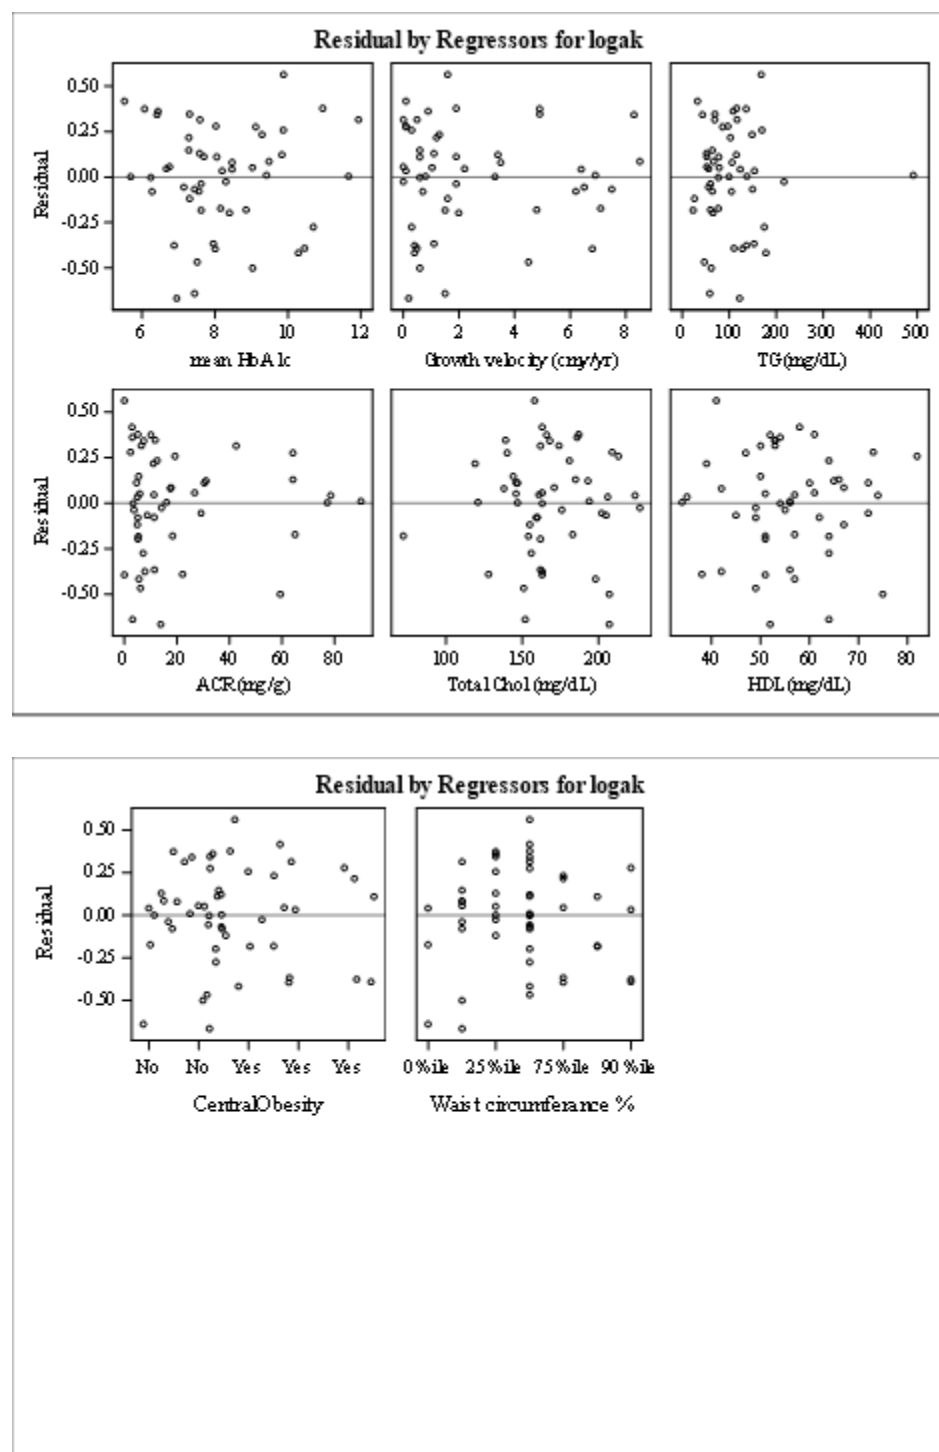 Residual by Regressors for logak
0.50
0.25
0.00
-0.25
-0.50
Residual
6 8 10 12
0 2 4 6 8
0 100 200 300 400 500
mean HbA1c
Growth velocity (cmy/yr)
TG(mg/dL)
0.50
0.25
0.00
-0.25
-0.50
Residual
0 20 40 60 80
100 150 200
40 50 60 70 80
ACR(mg/g)
Total Chol(mg/dL)
HDL(mg/dL)
Residual by Regressors for logak
0.50
0.25
0.00
-0.25
-0.50
Residual
No No Yes Yes Yes
0%ile 25%ile 75%ile 90%ile
CentralObesity
Waist circumferance %